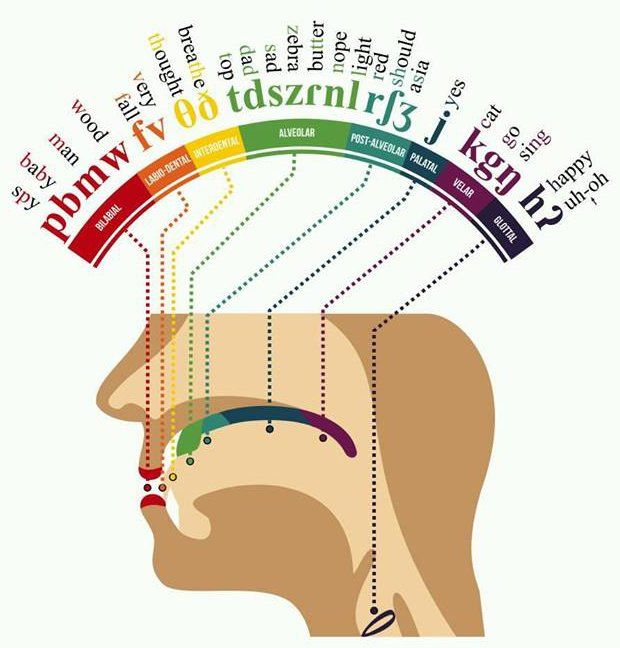 spy
baby
man
wood
fall
very
thought
breathe
top
dad
sad
zebra
butter
nope
light
red
should
asia
yes
cat
go
sing
happy
uh-oh
pbmw
fv
θð
tdszɾnl
rʃʒ
j
kgŋ
hʔ
BILABIAL
LABIO-DENTAL
INTERDENTAL
ALVEOLAR
POST-ALVEOLAR
PALATAL
VELAR
GLOTTAL